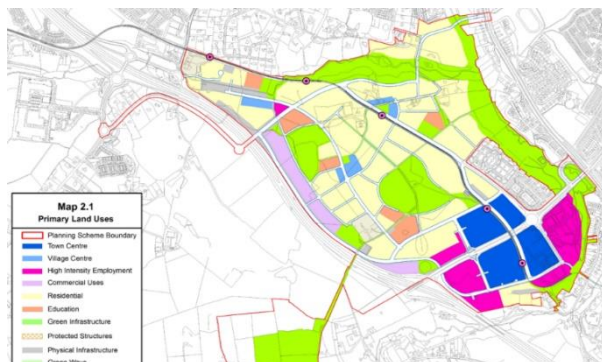 Map 2.1
Primary Land Uses
Planning Scheme Boundary
Town Centre
Village Centre
High Intensity Employment
Commercial Uses
Residential
Education
Green Infrastructure
Protected Structures
Physical Infrastructure